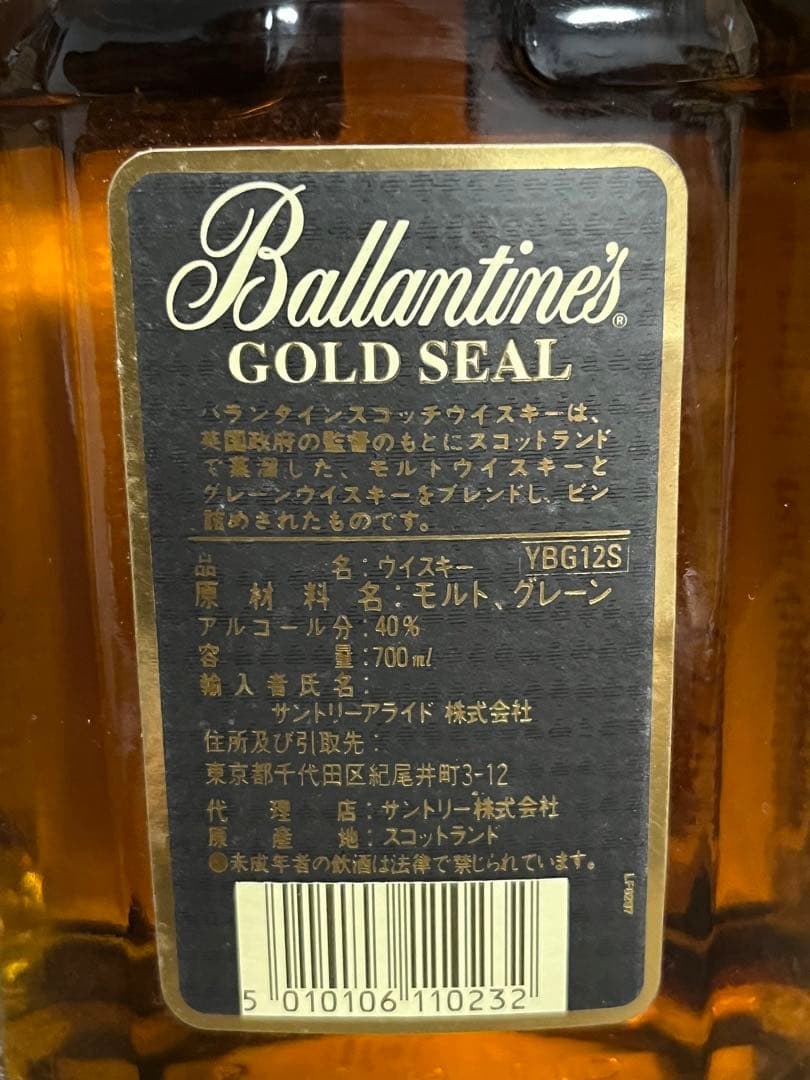 Ballantine's®
GOLD SEAL
バランタインスコッチウイスキーは、
英国政府の監督のもとにスコットランド
で蒸溜した、モルトウイスキーと
グレーンウイスキーをブレンドし、ビン
詰めされたものです。
品名：ウイスキー YBG12S
原材料名：モルト、グレーン
アルコール分：40%
容量：700ml
輸入者氏名：
サントリーアライド 株式会社
住所及び引取先：
東京都千代田区紀尾井町3-12
代理店：サントリー株式会社
原産地：スコットランド
●未成年者の飲酒は法律で禁じられています。
5 010106 110232